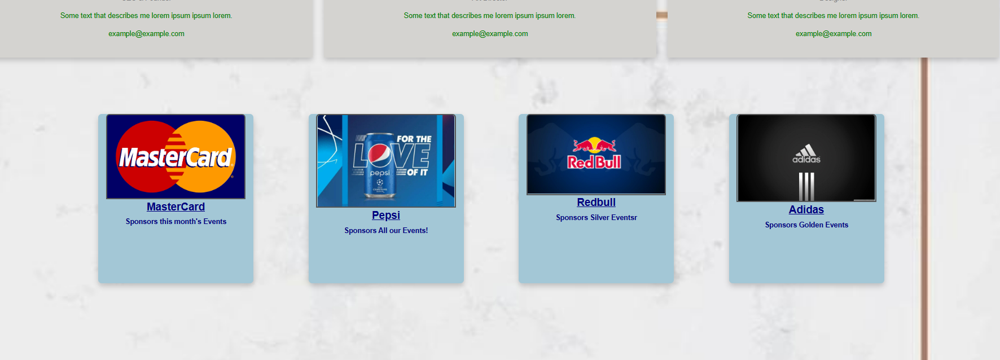 Some text that describes me lorem ipsum ipsum lorem.
example@example.com
Some text that describes me lorem ipsum ipsum lorem.
example@example.com
Some text that describes me lorem ipsum ipsum lorem.
example@example.com
MasterCard
MasterCard
Sponsors this month's Events
FOR THE
LOVE
OF IT
pepsi
Pepsi
Sponsors All our Events!
Red Bull
Redbull
Sponsors Silver Eventsr
adidas
Adidas
Sponsors Golden Events